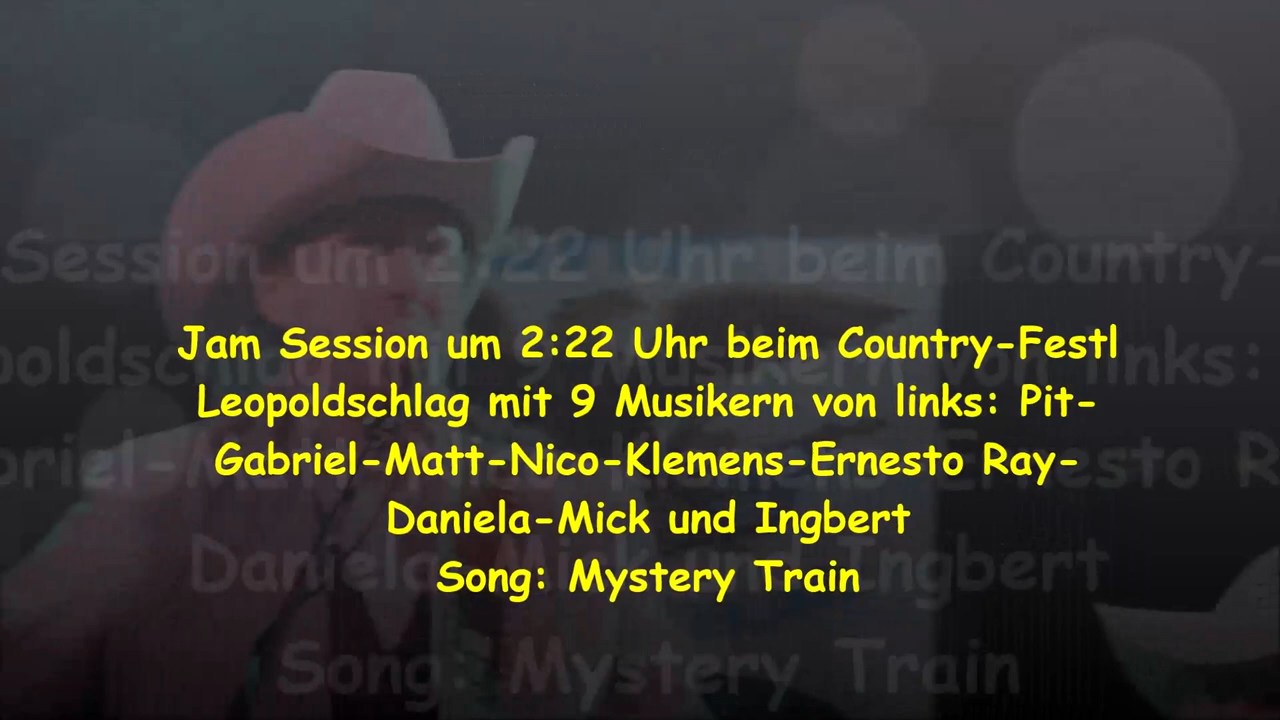 Jam Session um 2:22 Uhr beim Country-Festl
Leopoldschlag mit 9 Musikern von links: Pit-
Gabriel-Matt-Nico-Klemens-Ernesto Ray-
Daniela-Mick und Ingbert
Song: Mystery Train